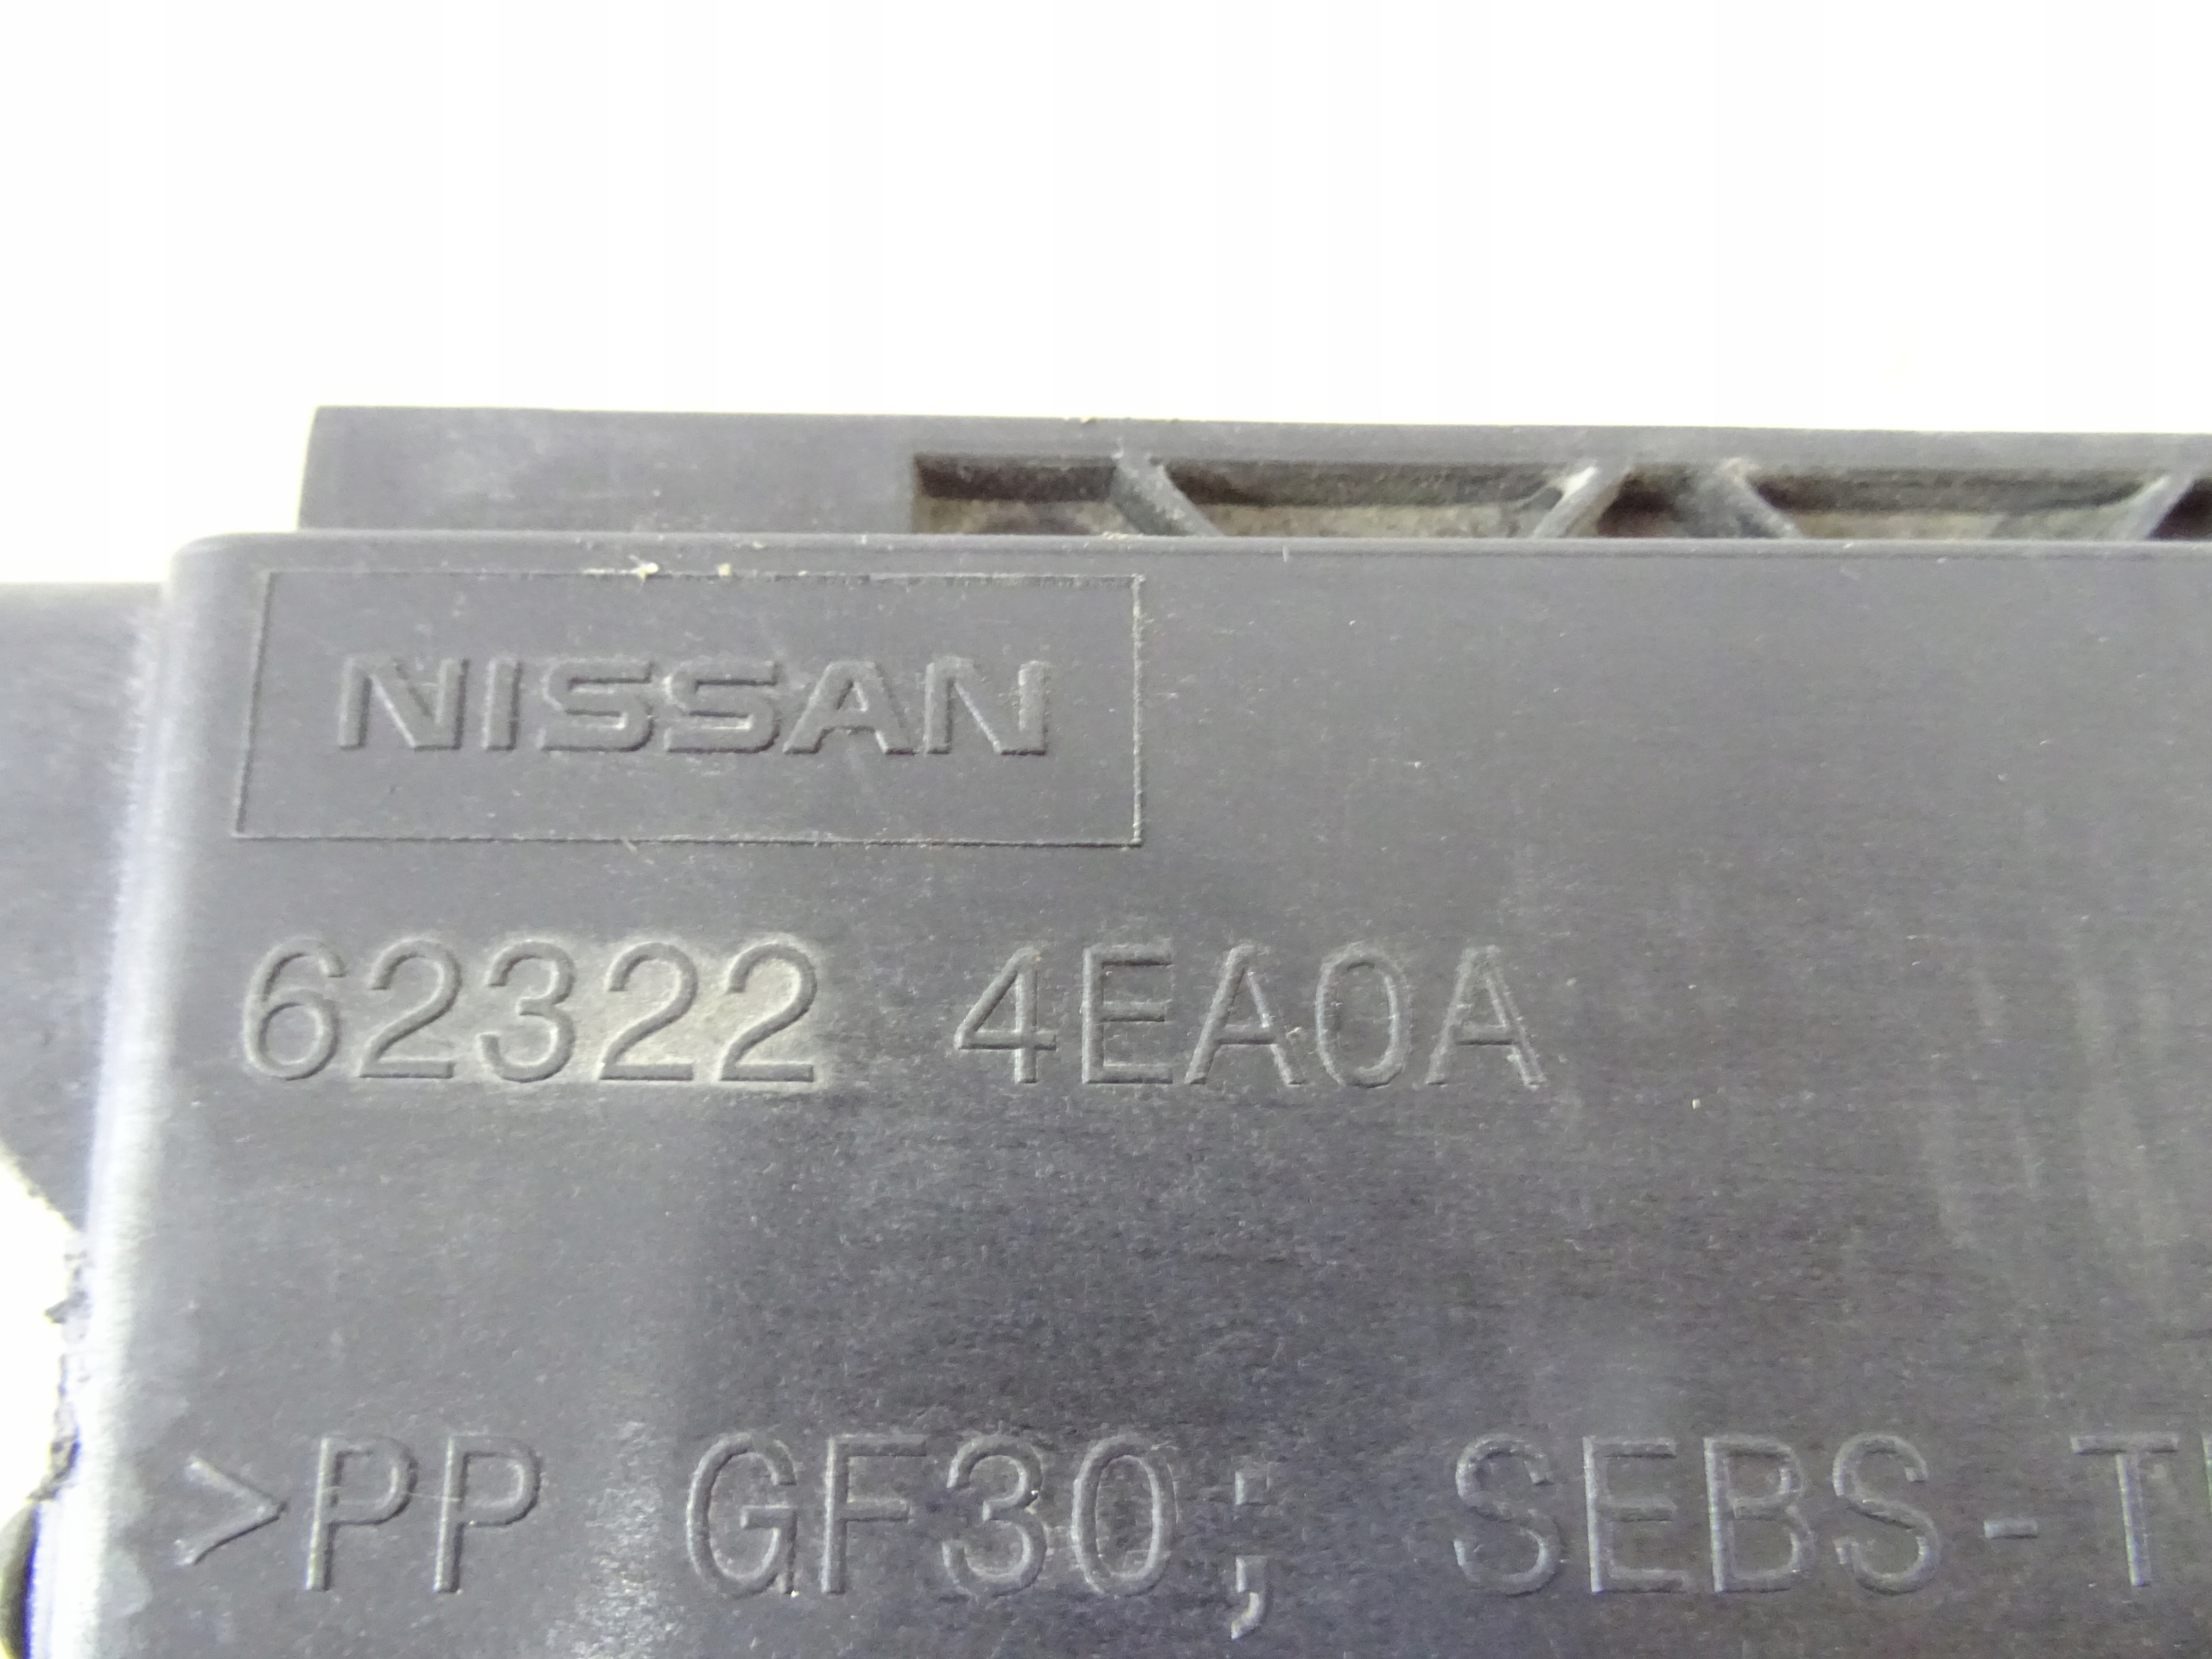 NISSAN
62322 4EA0A
>PP GF30; SEBS-T